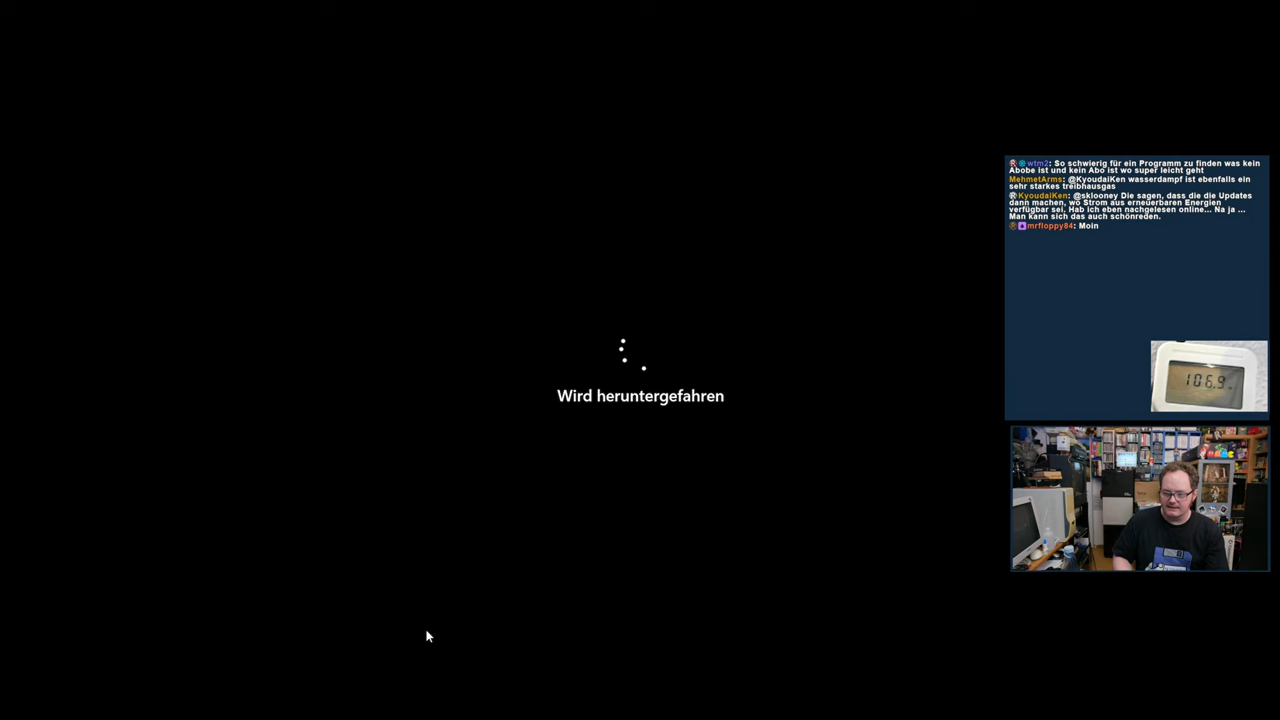 wtm2: So schwierig für ein Programm zu finden was kein
Abobe ist und kein Abo ist wo super leicht geht
MehmetArms: @KyoudaiKen wasserdampf ist ebenfalls ein
sehr starkes treibhausgas
KyoudaiKen: @sklooney Die sagen, dass die die Updates
dann machen, wo Strom aus erneuerbaren Energien
verfügbar sei. Hab ich eben nachgelesen online... Na ja ...
Man kann sich das auch schönreden.
mrfloppy84: Moin
106.9
Wird heruntergefahren